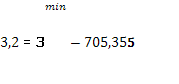 min
3,2 = 3 – 705,355